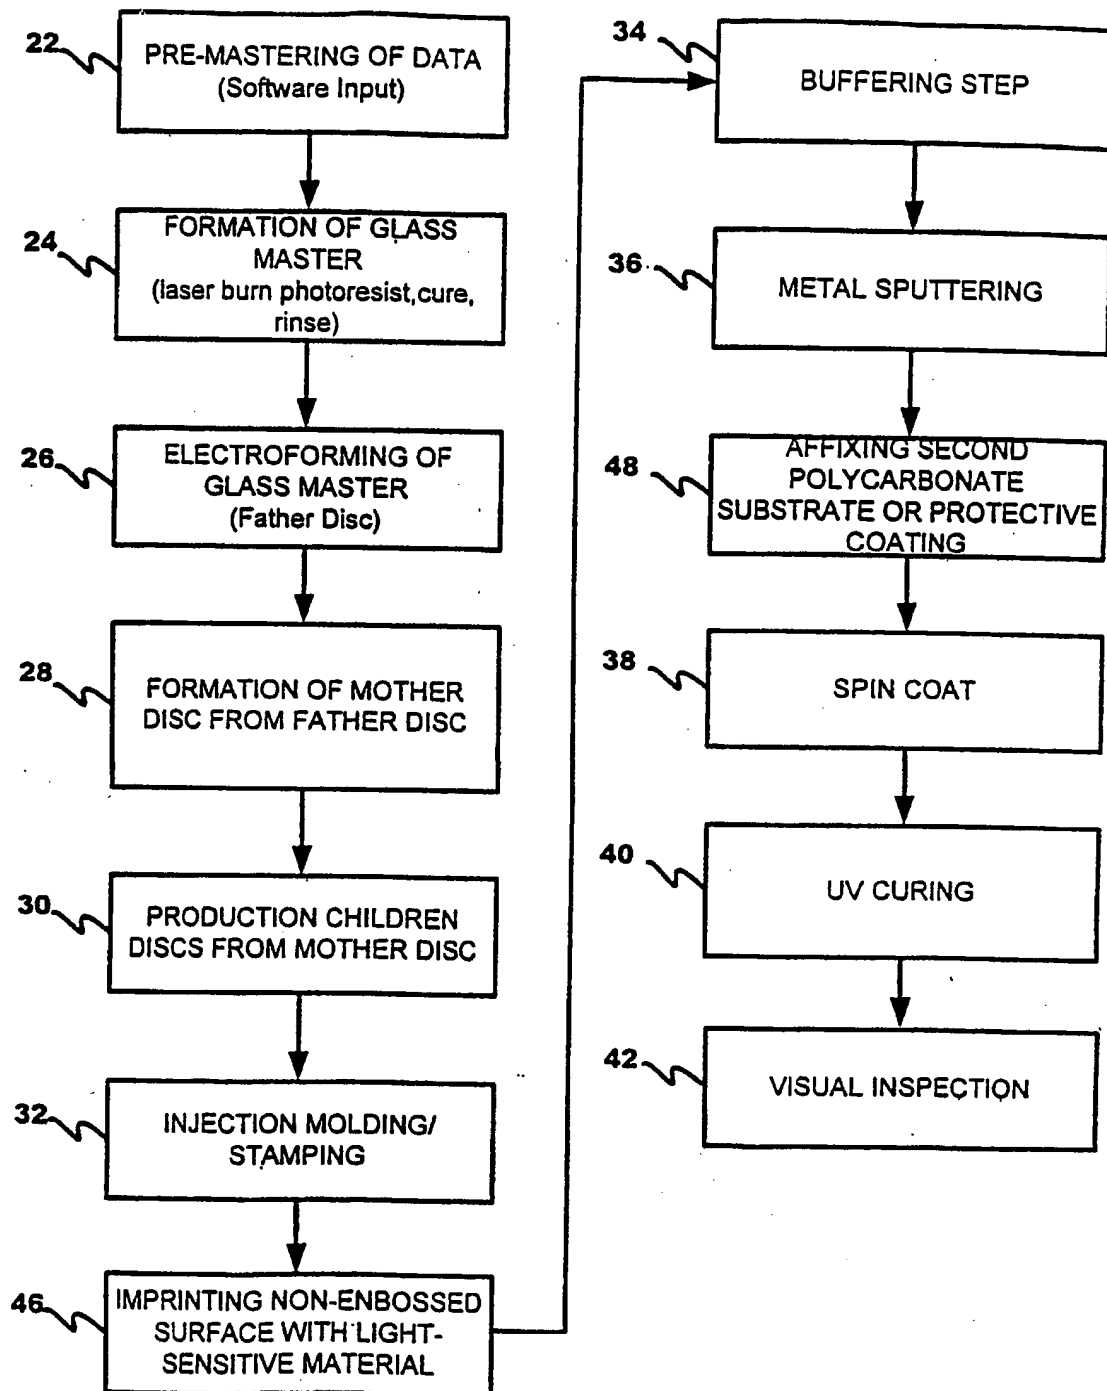 22
PRE-MASTERING OF DATA
(Software Input)
24
FORMATION OF GLASS
MASTER
(laser burn photoresist,cure,
rinse)
26
ELECTROFORMING OF
GLASS MASTER
(Father Disc)
28
FORMATION OF MOTHER
DISC FROM FATHER DISC
30
PRODUCTION CHILDREN
DISCS FROM MOTHER DISC
32
INJECTION MOLDING/
STAMPING
46
IMPRINTING NON-ENBOSSED
SURFACE WITH LIGHT-
SENSITIVE MATERIAL
34
BUFFERING STEP
36
METAL SPUTTERING
48
AFFIXING SECOND
POLYCARBONATE
SUBSTRATE OR PROTECTIVE
COATING
38
SPIN COAT
40
UV CURING
42
VISUAL INSPECTION